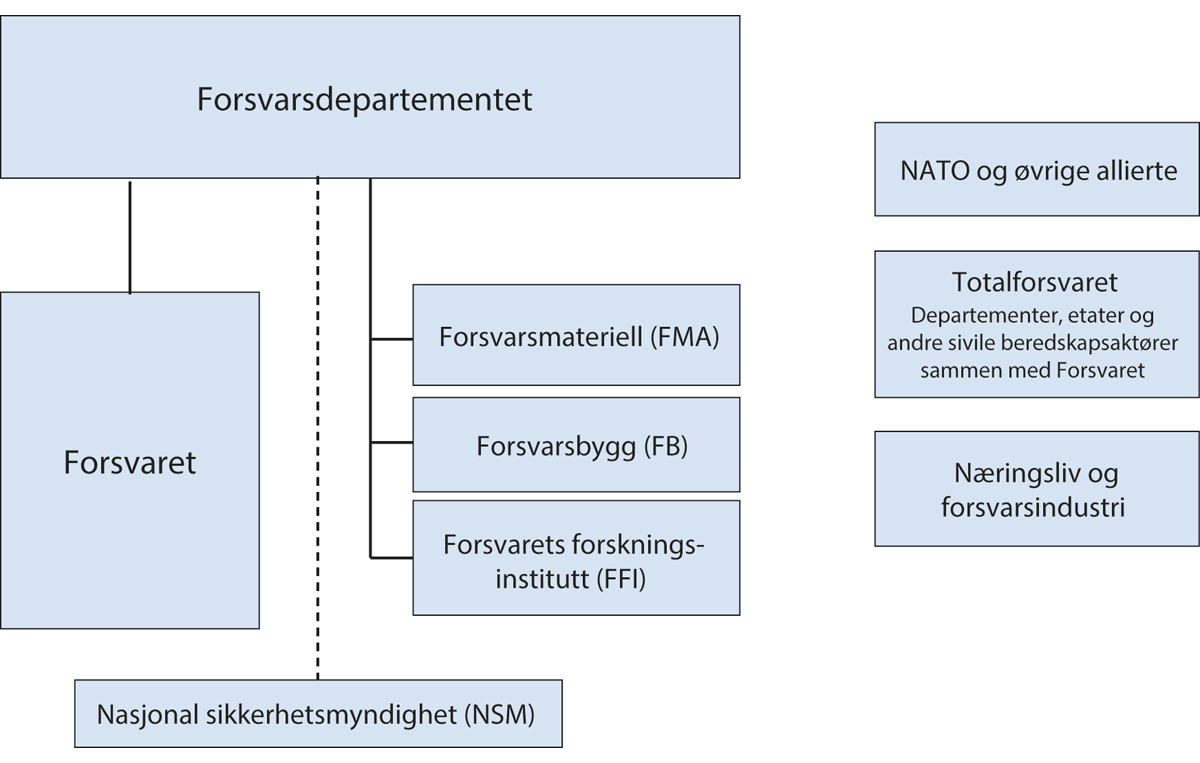 Forsvarsdepartementet
Forsvaret
Forsvarsmateriell (FMA)
Forsvarsbygg (FB)
Forsvarets forsknings-
institutt (FFI)
Nasjonal sikkerhetsmyndighet (NSM)
NATO og øvrige allierte
Totalforsvaret
Departementer, etater og
andre sivile beredskapsaktører
sammen med Forsvaret
Næringsliv og
forsvarsindustri